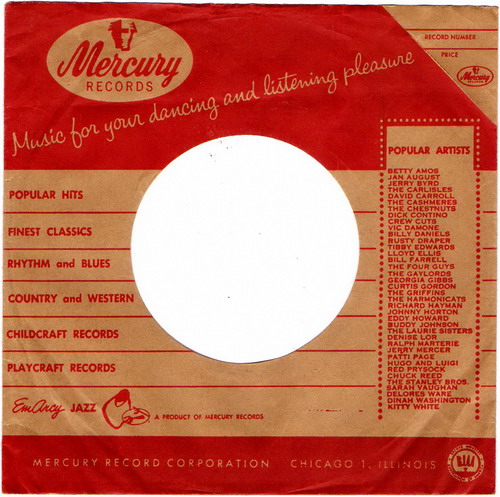 Mercury
RECORDS
RECORD NUMBER
PRICE
Mercury
RECORDS
Music for your dancing and listening pleasure
POPULAR HITS
FINEST CLASSICS
RHYTHM and BLUES
COUNTRY and WESTERN
CHILDCRAFT RECORDS
PLAYCRAFT RECORDS
EmArcy JAZZ
A PRODUCT OF MERCURY RECORDS
POPULAR ARTISTS
BETTY AMOS
JAN AUGUST
JERRY BYRD
THE CARLISLES
DAVID CARROLL
THE CASHMERES
THE CHESTNUTS
DICK CONTINO
CREW CUTS
VIC DAMONE
BILLY DANIELS
RUSTY DRAPER
TIBBY EDWARDS
LLOYD ELLIS
BILL FARRELL
THE FOUR GUYS
THE GAYLORDS
GEORGIA GIBBS
CURTIS GORDON
THE GRIFFINS
THE HARMONICATS
RICHARD HAYMAN
JOHNNY HORTON
EDDY HOWARD
BUDDY JOHNSON
THE LAURIE SISTERS
DENISE LOR
RALPH MARTERIE
JERRY MERCER
PATTI PAGE
HUGO AND LUIGI
RED PRYSOCK
CHUCK REED
THE STANLEY BROS.
SARAH VAUGHAN
DELORES WARE
DINAH WASHINGTON
KITTY WHITE
MERCURY RECORD CORPORATION CHICAGO 1, ILLINOIS